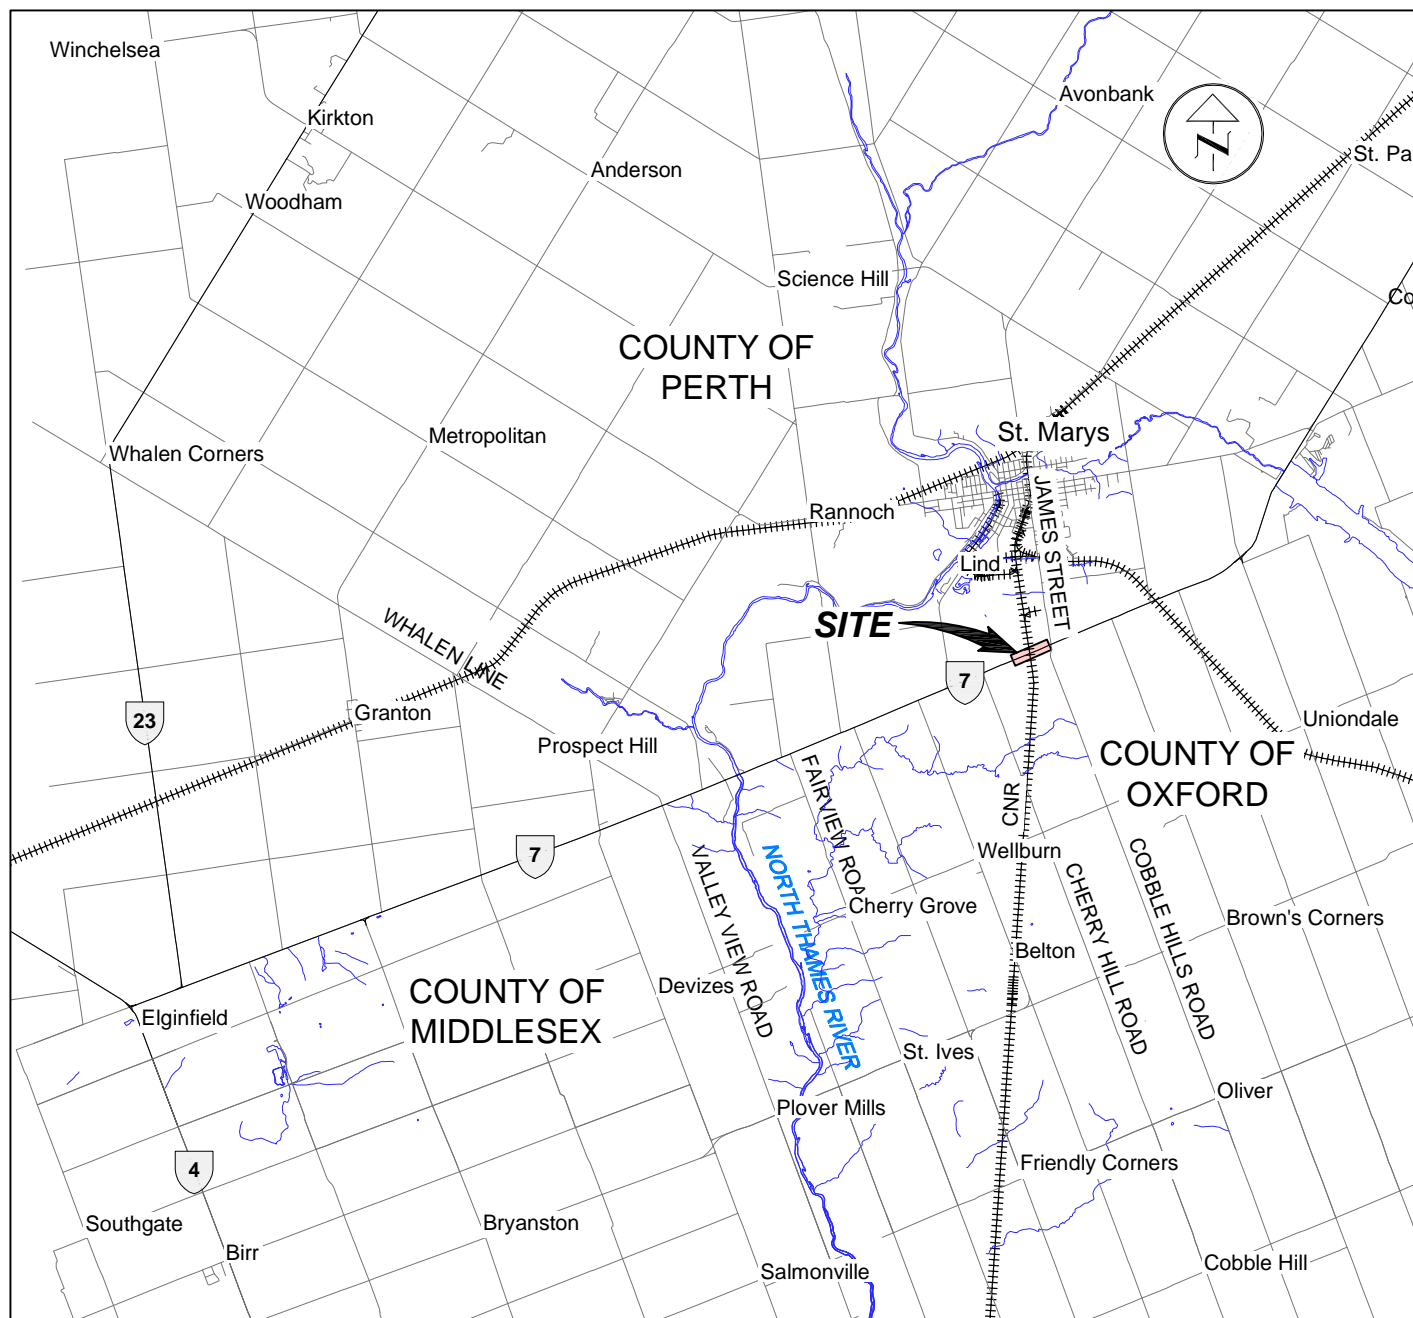 Winchelsea
Avonbank
Kirkton
N
St. Pa
Anderson
Woodham
Science Hill
Co
COUNTY OF
PERTH
St. Marys
Metropolitan
Whalen Corners
JAMES STREET
Rannoch
Lind
SITE
WHALEN LINE
7
23
Granton
Uniondale
Prospect Hill
COUNTY OF
OXFORD
FAIRVIEW ROAD
CNR
7
Wellburn
VALLEY VIEW ROAD
NORTH THAMES RIVER
CHERRY HILL ROAD
COBBLE HILLS ROAD
Cherry Grove
Brown's Corners
Belton
Devizes
COUNTY OF
MIDDLESEX
Elginfield
St. Ives
Oliver
Plover Mills
Friendly Corners
4
Southgate
Bryanston
Birr
Cobble Hill
Salmonville